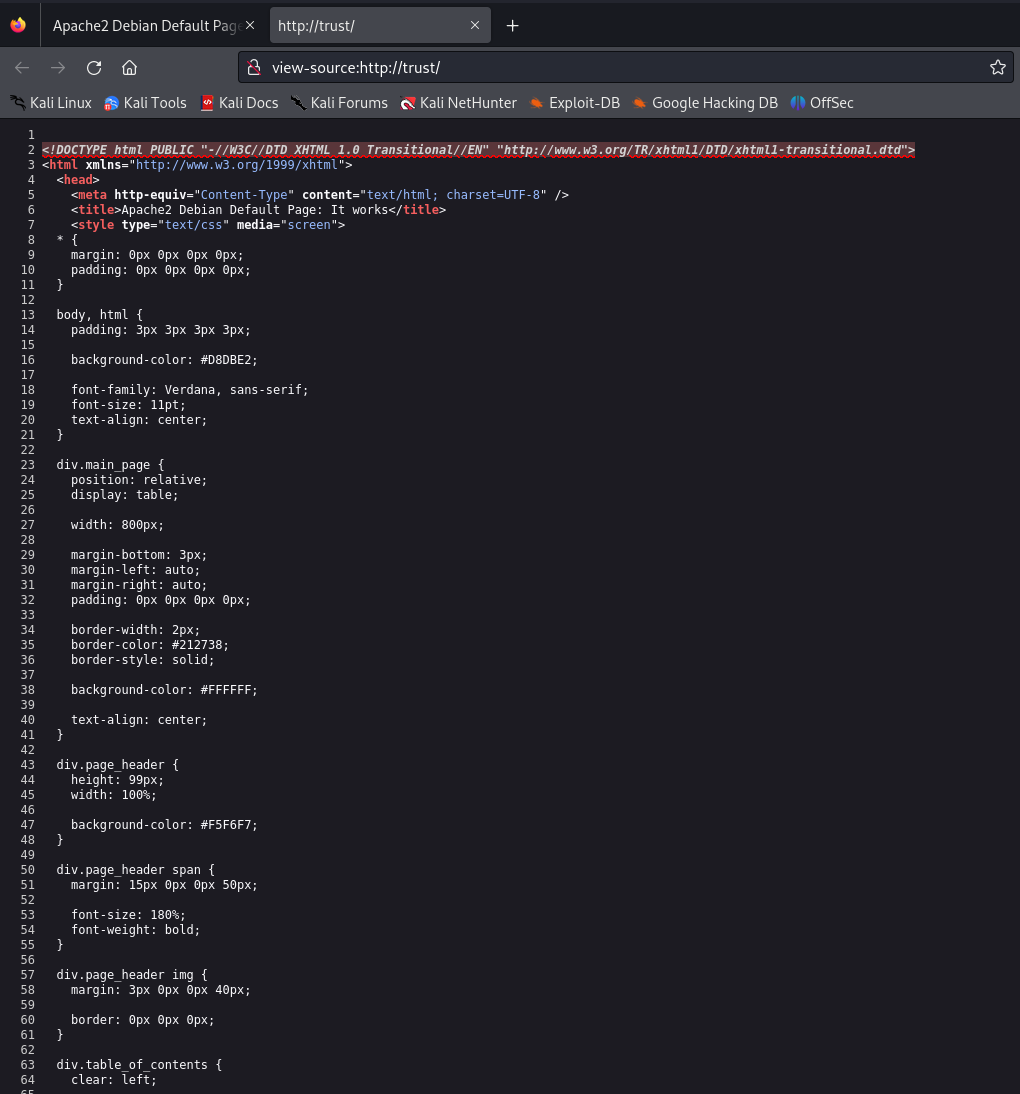 Apache2 Debian Default Pag
http://trust/
view-source:http://trust/
Kali Linux Kali Tools Kali Docs Kali Forums Kali NetHunter Exploit-DB Google Hacking DB OffSec
1
2 <!DOCTYPE html PUBLIC "-//W3C//DTD XHTML 1.0 Transitional//EN" "http://www.w3.org/TR/xhtml1/DTD/xhtml1-transitional.dtd">
3 <html xmlns="http://www.w3.org/1999/xhtml">
4   <head>
5     <meta http-equiv="Content-Type" content="text/html; charset=UTF-8" />
6     <title>Apache2 Debian Default Page: It works</title>
7     <style type="text/css" media="screen">
8   * {
9     margin: 0px 0px 0px 0px;
10     padding: 0px 0px 0px 0px;
11   }
12
13   body, html {
14     padding: 3px 3px 3px 3px;
15
16     background-color: #D8DBE2;
17
18     font-family: Verdana, sans-serif;
19     font-size: 11pt;
20     text-align: center;
21   }
22
23   div.main_page {
24     position: relative;
25     display: table;
26
27     width: 800px;
28
29     margin-bottom: 3px;
30     margin-left: auto;
31     margin-right: auto;
32     padding: 0px 0px 0px 0px;
33
34     border-width: 2px;
35     border-color: #212738;
36     border-style: solid;
37
38     background-color: #FFFFFF;
39
40     text-align: center;
41   }
42
43   div.page_header {
44     height: 99px;
45     width: 100%;
46
47     background-color: #F5F6F7;
48   }
49
50   div.page_header span {
51     margin: 15px 0px 0px 50px;
52
53     font-size: 180%;
54     font-weight: bold;
55   }
56
57   div.page_header img {
58     margin: 3px 0px 0px 40px;
59
60     border: 0px 0px 0px;
61   }
62
63   div.table_of_contents {
64     clear: left;
65